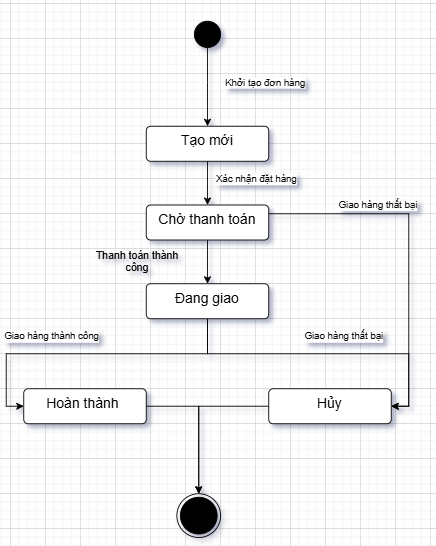 Khởi tạo đơn hàng
Tạo mới
Xác nhận đặt hàng
Giao hàng thất bại
Chờ thanh toán
Thanh toán thành
công
Đang giao
Giao hàng thành công
Giao hàng thất bại
Hoàn thành
Hủy